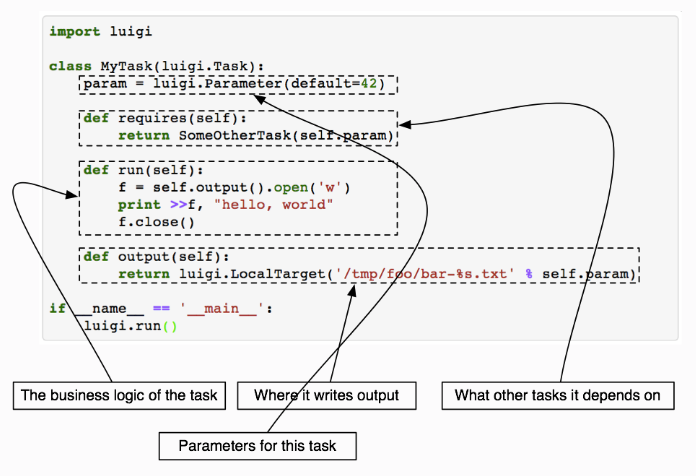 import luigi
class MyTask(luigi.Task):
param = luigi.Parameter(default=42)
def requires(self):
return SomeOtherTask(self.param)
def run(self):
f = self.output().open('w')
print >>f, "hello, world"
f.close()
def output(self):
return luigi.LocalTarget('/tmp/foo/bar-%s.txt' % self.param)
if __name__ == '__main__':
luigi.run()
The business logic of the task
Where it writes output
What other tasks it depends on
Parameters for this task